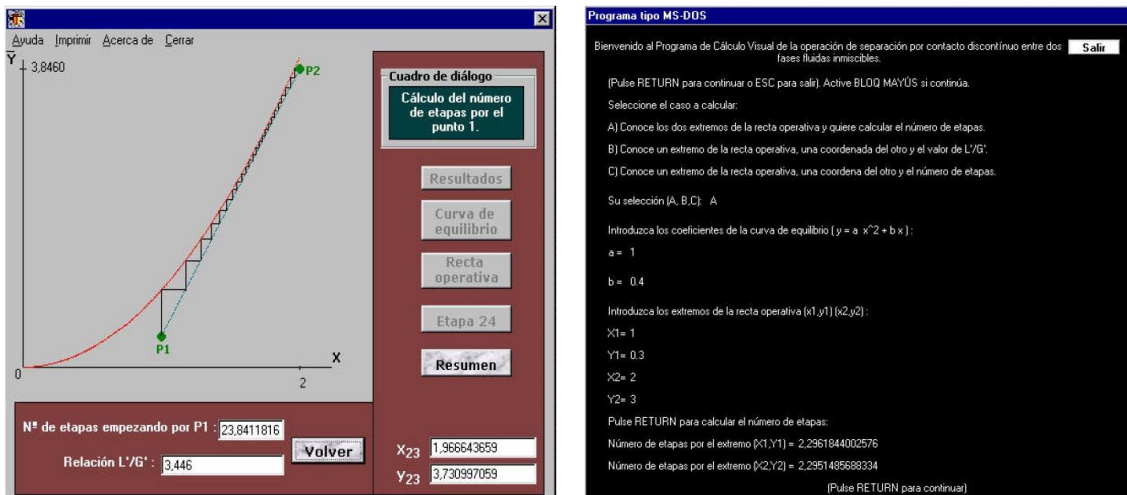 Ayuda Imprimir Acerca de Cerrar
Y
3,8460
P2
P1
X
0
2
Cuadro de diálogo
Cálculo del número
de etapas por el
punto 1.
Resultados
Curva de
equilibrio
Recta
operativa
Etapa 24
Resumen
Nº de etapas empezando por P1 : 23,8411816
Relación L'/G' : 3,446
Volver
X23 1,966643659
Y23 3,730997059
Programa tipo MS-DOS
Bienvenido al Programa de Cálculo Visual de la operación de separación por contacto discontínuo entre dos
fases fluidas inmiscibles.
Salir
(Pulse RETURN para continuar o ESC para salir). Active BLOQ MAYÚS si continúa.
Seleccione el caso a calcular:
A) Conoce los dos extremos de la recta operativa y quiere calcular el número de etapas.
B) Conoce un extremo de la recta operativa, una coordenada del otro y el valor de L'/G'.
C) Conoce un extremo de la recta operativa, una coordena del otro y el número de etapas.
Su selección (A, B,C): A
Introduzca los coeficientes de la curva de equilibrio ( y = a x^2 + b x ) :
a = 1
b = 0.4
Introduzca los extremos de la recta operativa (x1,y1) (x2,y2) :
X1= 1
Y1= 0.3
X2= 2
Y2= 3
Pulse RETURN para calcular el número de etapas:
Número de etapas por el extremo (X1,Y1) = 2,2961844002576
Número de etapas por el extremo (X2,Y2) = 2,2951485688334
(Pulse RETURN para continuar)